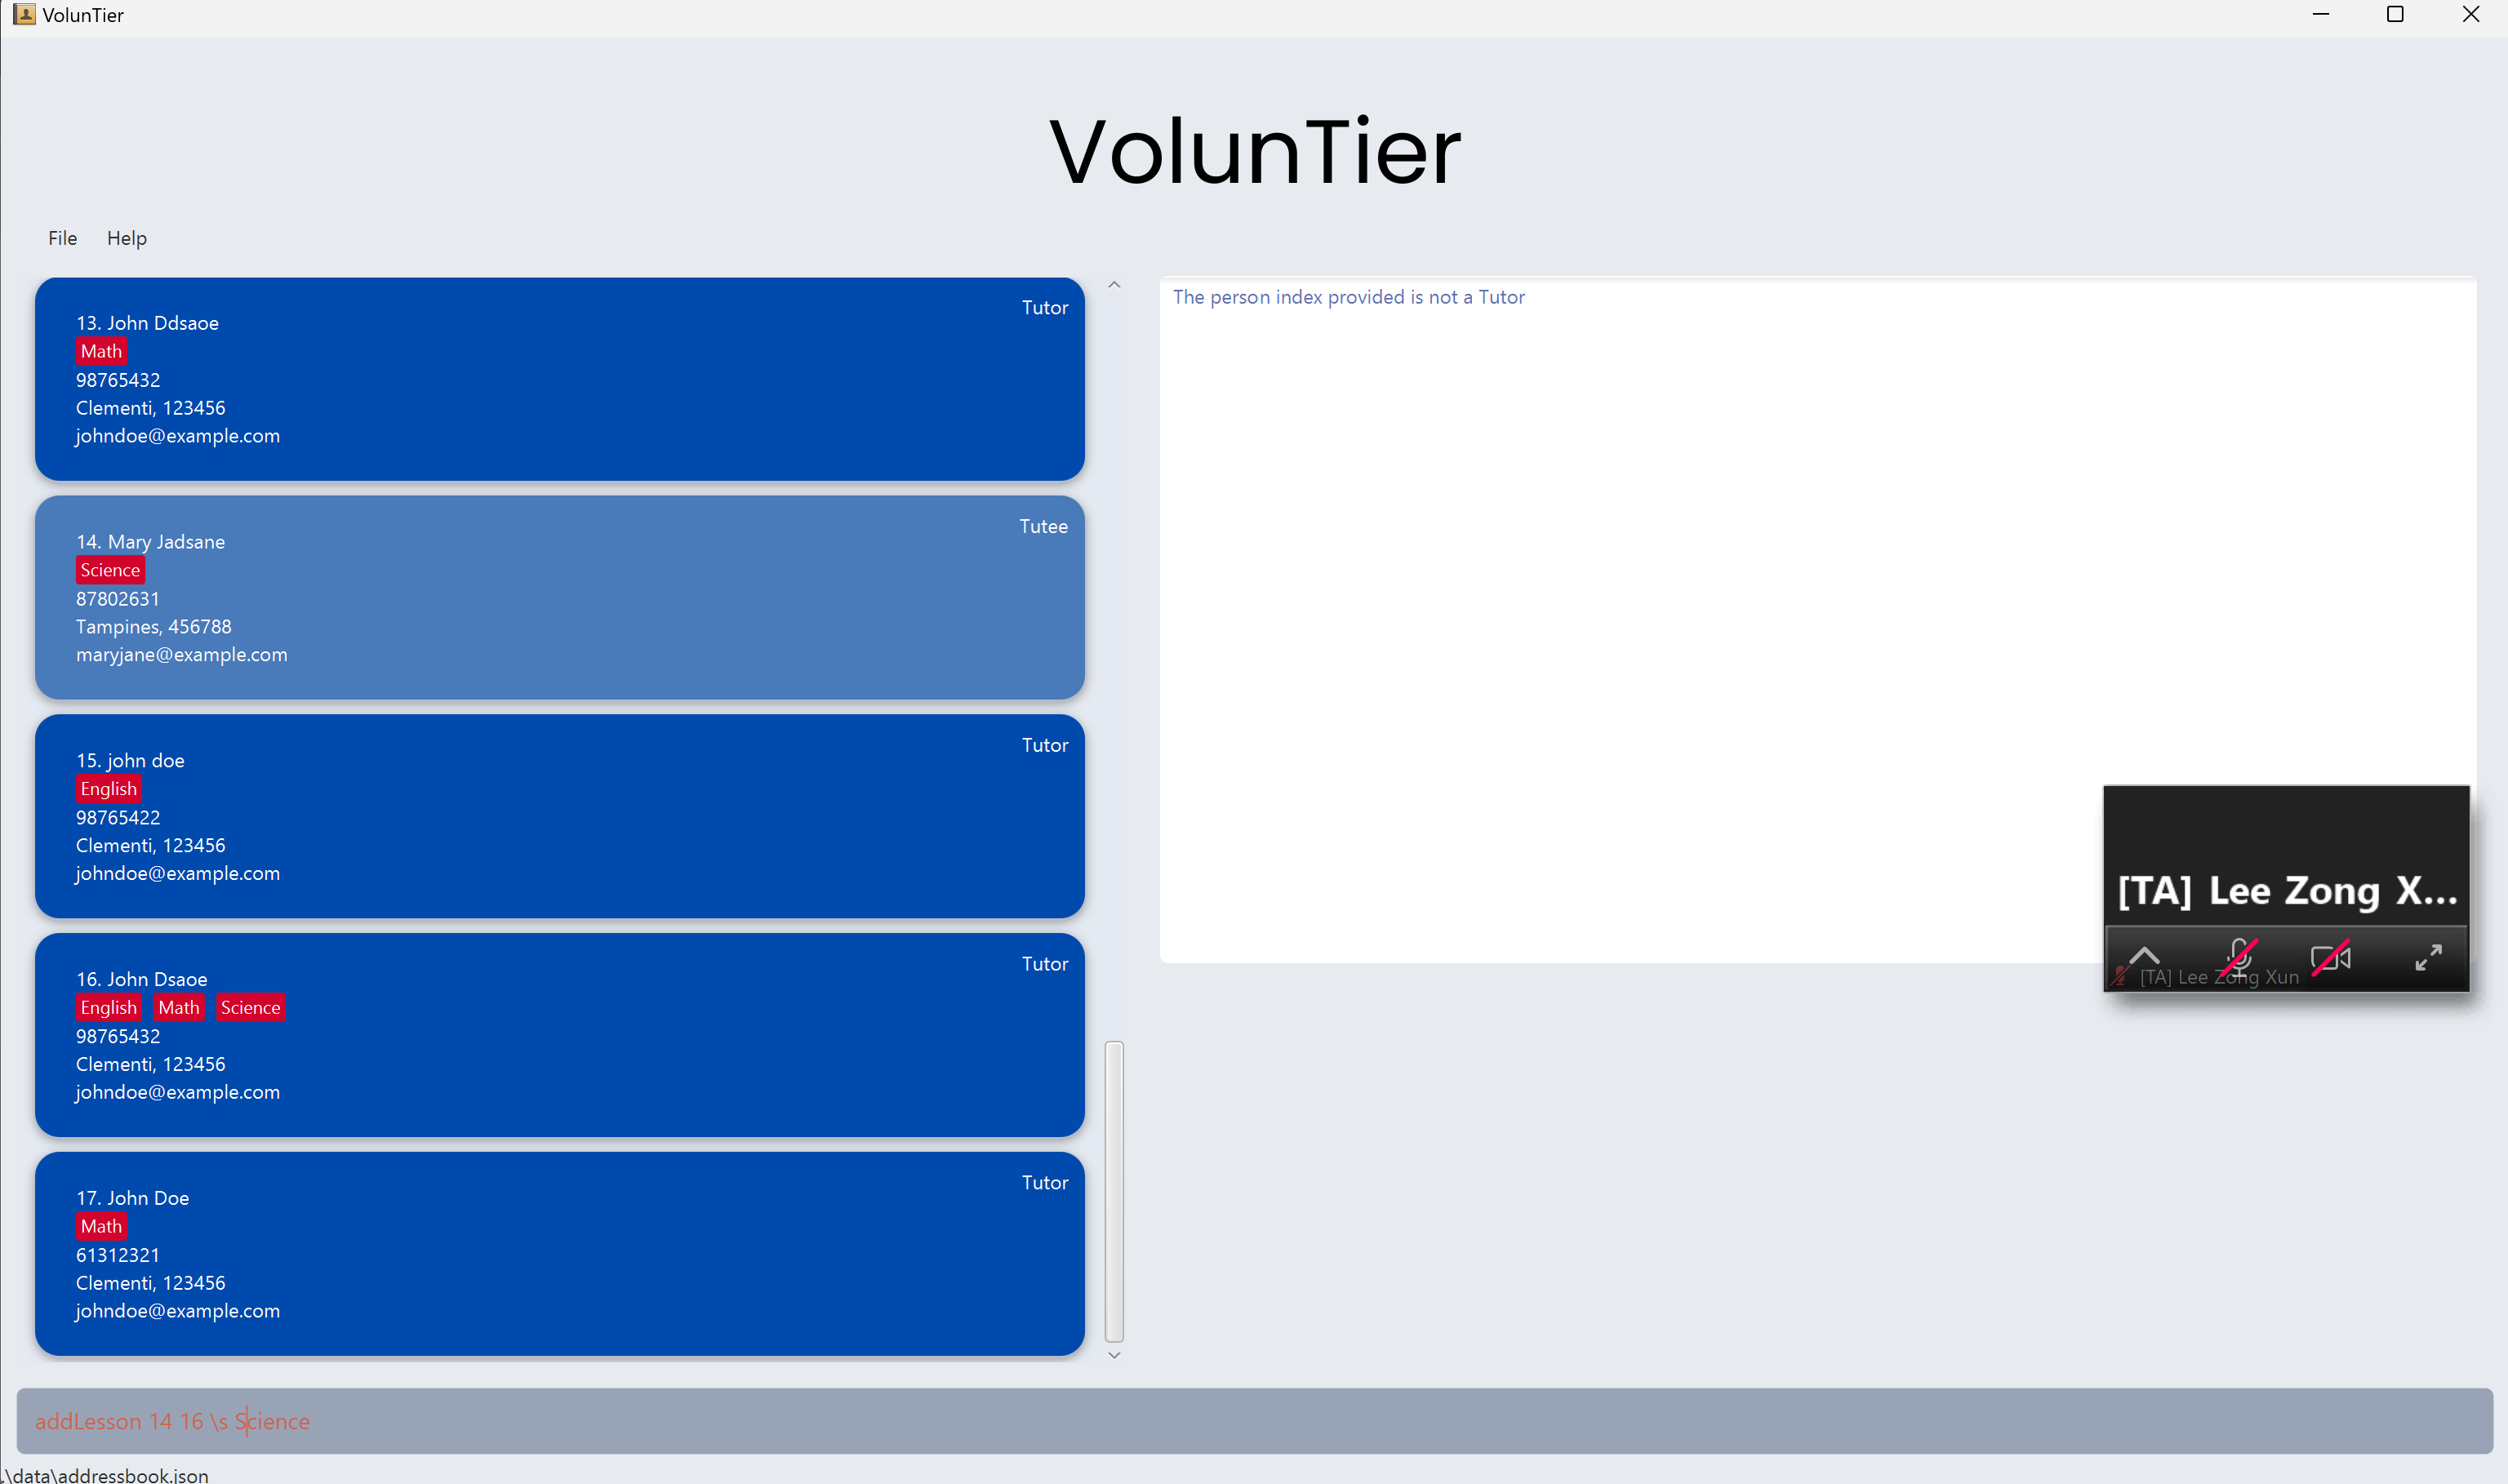 VolunTier
VolunTier
File Help
13. John Ddsaoe
Tutor
Math
98765432
Clementi, 123456
johndoe@example.com
14. Mary Jadsane
Tutee
Science
87802631
Tampines, 456788
maryjane@example.com
15. john doe
Tutor
English
98765422
Clementi, 123456
johndoe@example.com
16. John Dsaoe
Tutor
English Math Science
98765432
Clementi, 123456
johndoe@example.com
17. John Doe
Tutor
Math
61312321
Clementi, 123456
johndoe@example.com
The person index provided is not a Tutor
[TA] Lee Zong X...
[TA] Lee Zong Xun
addLesson 14 16 \s Science
.\data\addressbook.json